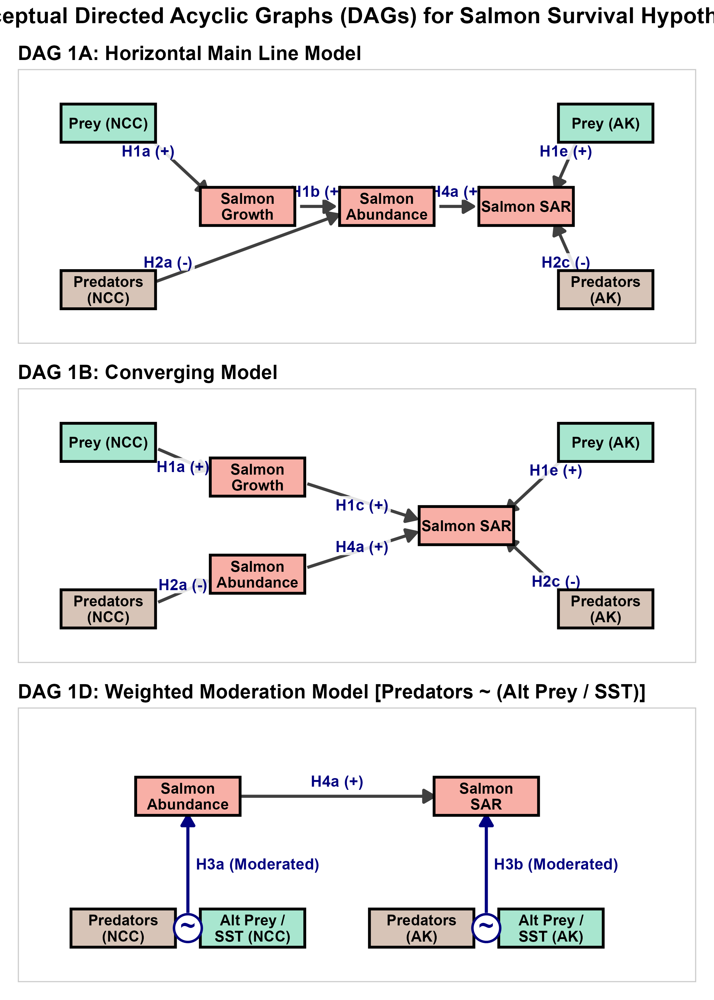 ceptual Directed Acyclic Graphs (DAGs) for Salmon Survival Hypoth
DAG 1A: Horizontal Main Line Model
Prey (NCC)
Prey (AK)
H1a (+)
H1e (+)
H1b (+
H4a (+
Salmon
Growth
Salmon
Abundance
Salmon SAR
H2a (-)
H2c (-)
Predators
(NCC)
Predators
(AK)
DAG 1B: Converging Model
Prey (NCC)
Prey (AK)
H1a (+)
Salmon
Growth
H1e (+)
H1c (+)
Salmon SAR
H4a (+)
Salmon
Abundance
H2a (-)
H2c (-)
Predators
(NCC)
Predators
(AK)
DAG 1D: Weighted Moderation Model [Predators ~ (Alt Prey / SST)]
Salmon
Abundance
H4a (+)
Salmon
SAR
H3a (Moderated)
H3b (Moderated)
Predators
(NCC)
~
Alt Prey /
SST (NCC)
Predators
(AK)
~
Alt Prey /
SST (AK)